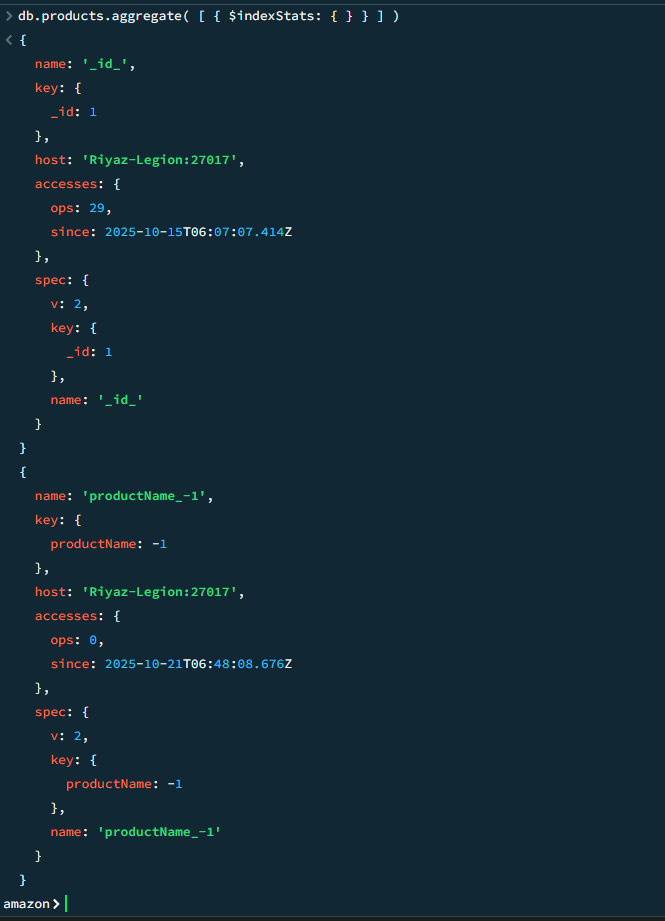 > db.products.aggregate( [ { $indexStats: { } } ] )
< {
name: '_id_',
key: {
_id: 1
},
host: 'Riyaz-Legion:27017',
accesses: {
ops: 29,
since: 2025-10-15T06:07:07.414Z
},
spec: {
v: 2,
key: {
_id: 1
},
name: '_id_'
}
}
{
name: 'productName_-1',
key: {
productName: -1
},
host: 'Riyaz-Legion:27017',
accesses: {
ops: 0,
since: 2025-10-21T06:48:08.676Z
},
spec: {
v: 2,
key: {
productName: -1
},
name: 'productName_-1'
}
}
amazon>